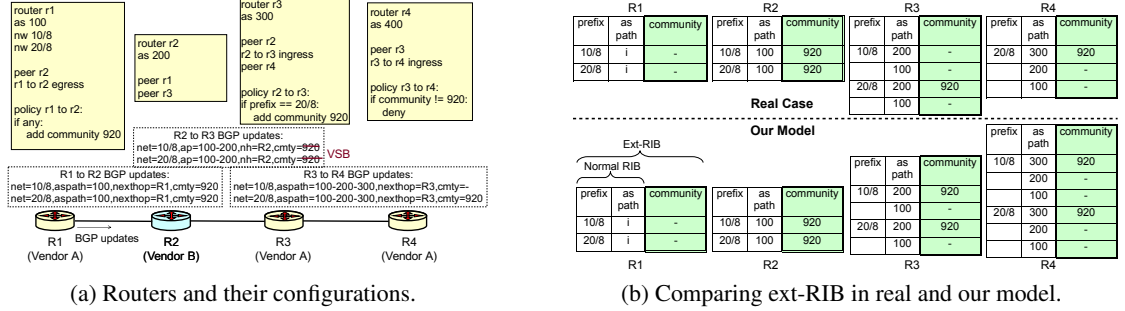 router r1
as 100
nw 10/8
nw 20/8
peer r2
r1 to r2 egress
policy r1 to r2:
if any:
add community 920
router r2
as 200
peer r1
peer r3
router r3
as 300
peer r2
r2 to r3 ingress
peer r4
policy r2 to r3:
if prefix == 20/8:
add community 920
router r4
as 400
peer r3
r3 to r4 ingress
policy r3 to r4:
if community != 920:
deny
R2 to R3 BGP updates:
net=10/8,ap=100-200,nh=R2,cmty=920
net=20/8,ap=100-200,nh=R2,cmty=920
VSB
R1 to R2 BGP updates:
net=10/8,aspath=100,nexthop=R1,cmty=920
net=20/8,aspath=100,nexthop=R1,cmty=920
R3 to R4 BGP updates:
net=10/8,aspath=100-200-300,nexthop=R3,cmty=-
net=20/8,aspath=100-200-300,nexthop=R3,cmty=920
BGP updates
R1 R2 R3 R4
(Vendor A) (Vendor B) (Vendor A) (Vendor A)
(a) Routers and their configurations.
R1 R2 R3 R4
prefix as path community
10/8 i -
20/8 i -
prefix as path community
10/8 100 920
20/8 100 920
prefix as path community
10/8 200 -
100 -
20/8 200 920
100 -
prefix as path community
20/8 300 920
200 -
100 -
Real Case
Our Model
Ext-RIB
Normal RIB
prefix as path community
10/8 i -
20/8 i -
R1
prefix as path community
10/8 100 920
20/8 100 920
R2
prefix as path community
10/8 200 920
100 -
20/8 200 920
100 -
R3
prefix as path community
10/8 300 920
200 -
100 -
20/8 300 920
200 -
100 -
R4
(b) Comparing ext-RIB in real and our model.